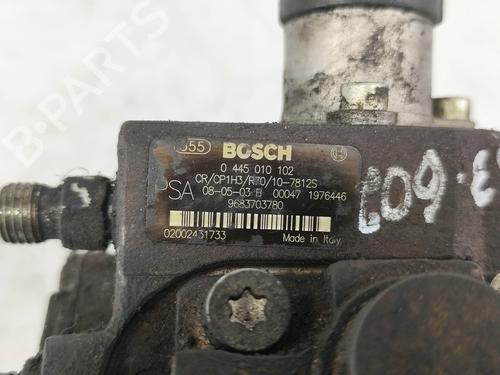 B-PARTS
555 BOSCH
0 445 010 102
CR/CP1H3/R70/10-7812S
PSA 08-05-03 00047 1976446
9683703780
02002431733 Made in Italy
609